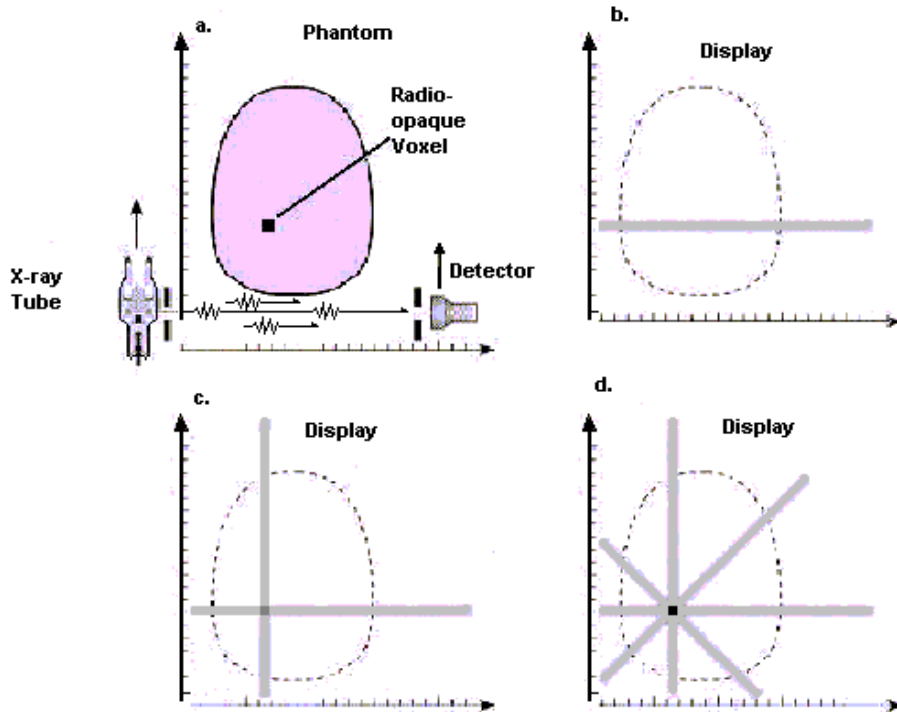 a.
Phantom
Radio-
opaque
Voxel
X-ray
Tube
Detector
b.
Display
c.
Display
d.
Display